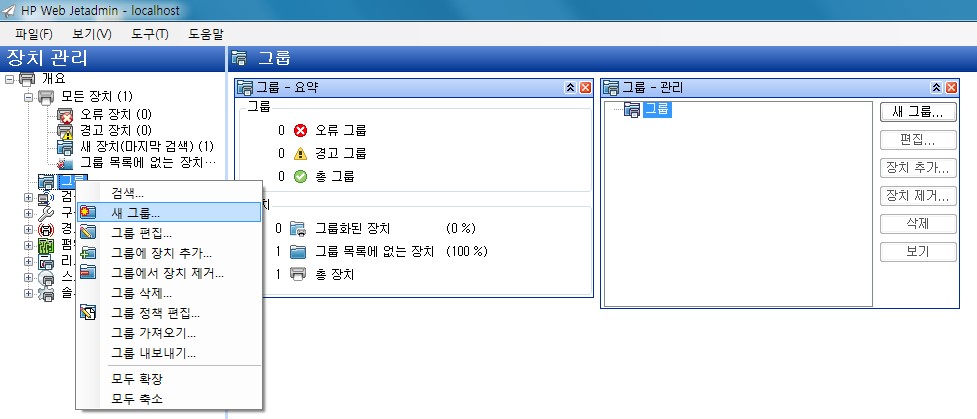 HP Web Jetadmin - localhost
파일(F) 보기(V) 도구(T) 도움말
장치 관리
개요
모든 장치 (1)
오류 장치 (0)
경고 장치 (0)
새 장치(마지막 검색) (1)
그룹 목록에 없는 장치…
그룹
검색...
새 그룹...
그룹 편집...
그룹에 장치 추가...
그룹에서 장치 제거...
그룹 삭제...
그룹 정책 편집...
그룹 가져오기...
그룹 내보내기...
모두 확장
모두 축소
그룹
그룹 - 요약
그룹
0 오류 그룹
0 경고 그룹
0 총 그룹
0 그룹화된 장치 (0 %)
1 그룹 목록에 없는 장치 (100 %)
1 총 장치
그룹 - 관리
그룹
새 그룹...
편집...
장치 추가...
장치 제거...
삭제
보기